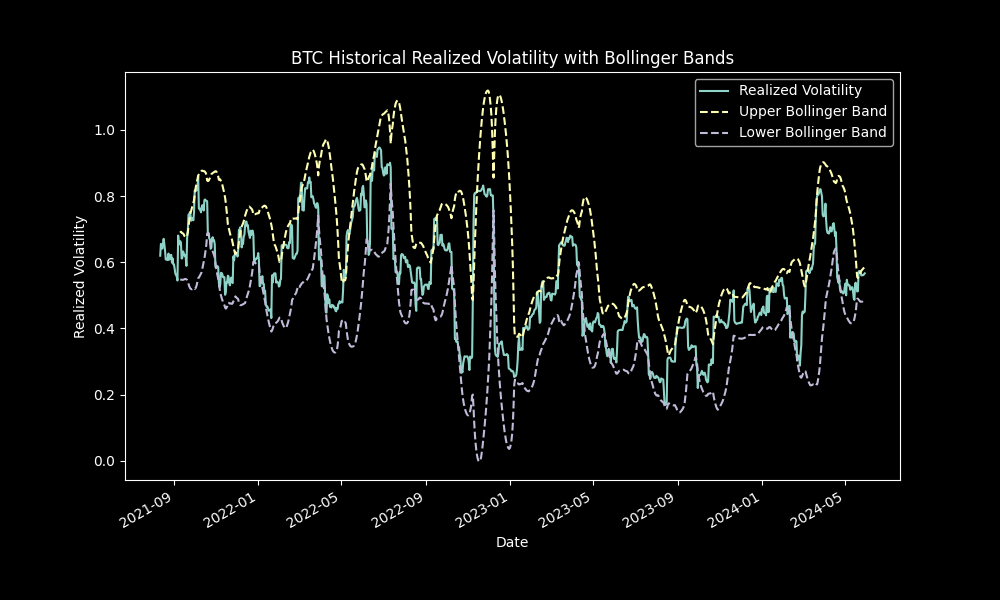 BTC Historical Realized Volatility with Bollinger Bands
Realized Volatility
Upper Bollinger Band
Lower Bollinger Band
Realized Volatility
1.0
0.8
0.6
0.4
0.2
0.0
2021-09
2022-01
2022-05
2022-09
2023-01
2023-05
2023-09
2024-01
2024-05
Date